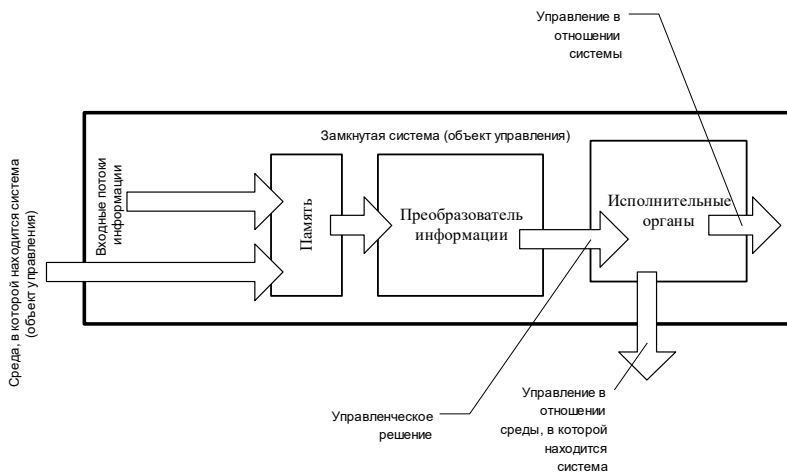 Управление в
отношении
системы
Замкнутая система (объект управления)
Среда, в которой находится система
(объект управления)
Входные потоки
информации
Память
Преобразователь
информации
Исполнительные
органы
Управленческое
решение
Управление в
отношении
среды, в которой
находится
система